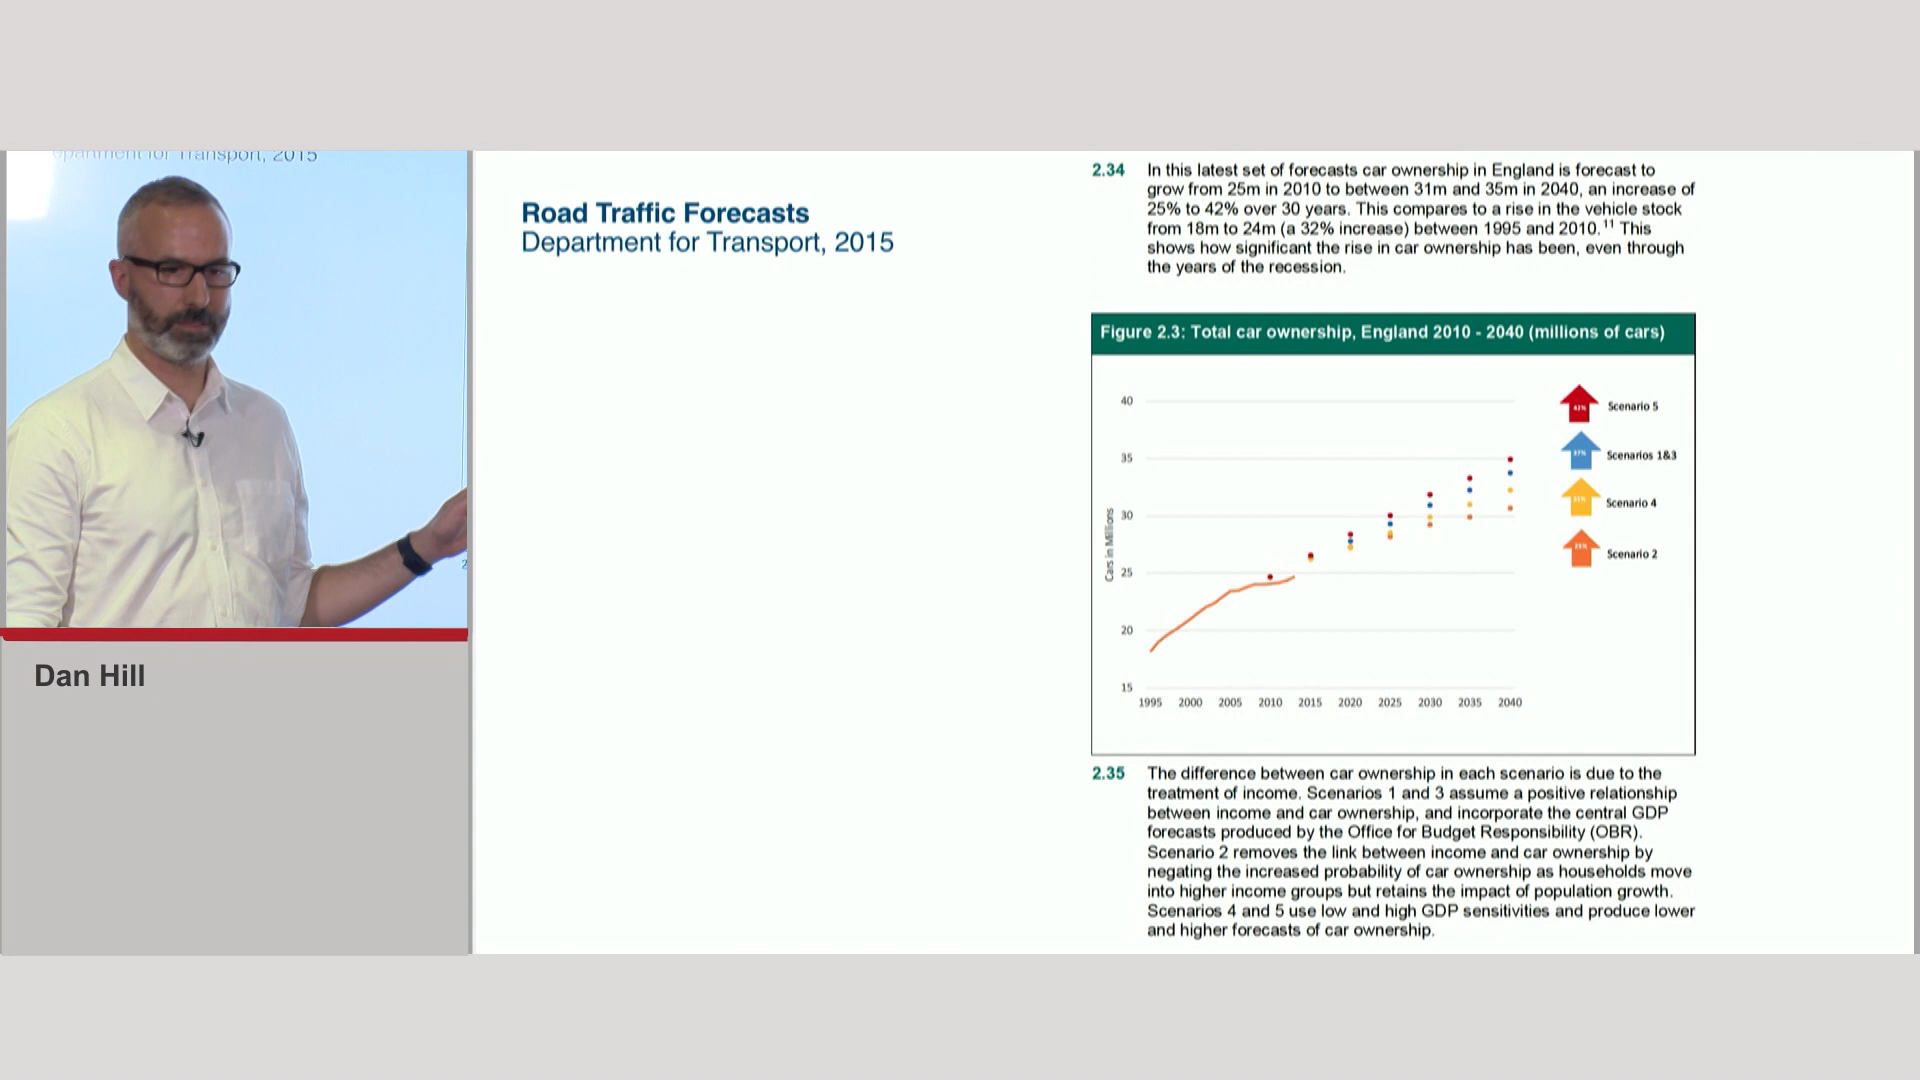 epartment for Transport, 2015
Dan Hill
Road Traffic Forecasts
Department for Transport, 2015
2.34 In this latest set of forecasts car ownership in England is forecast to
grow from 25m in 2010 to between 31m and 35m in 2040, an increase of
25% to 42% over 30 years. This compares to a rise in the vehicle stock
from 18m to 24m (a 32% increase) between 1995 and 2010.11 This
shows how significant the rise in car ownership has been, even through
the years of the recession.
Figure 2.3: Total car ownership, England 2010 - 2040 (millions of cars)
Cars in Millions
40
35
30
25
20
15
1995 2000 2005 2010 2015 2020 2025 2030 2035 2040
Scenario 5
Scenarios 1&3
Scenario 4
Scenario 2
2.35 The difference between car ownership in each scenario is due to the
treatment of income. Scenarios 1 and 3 assume a positive relationship
between income and car ownership, and incorporate the central GDP
forecasts produced by the Office for Budget Responsibility (OBR).
Scenario 2 removes the link between income and car ownership by
negating the increased probability of car ownership as households move
into higher income groups but retains the impact of population growth.
Scenarios 4 and 5 use low and high GDP sensitivities and produce lower
and higher forecasts of car ownership.